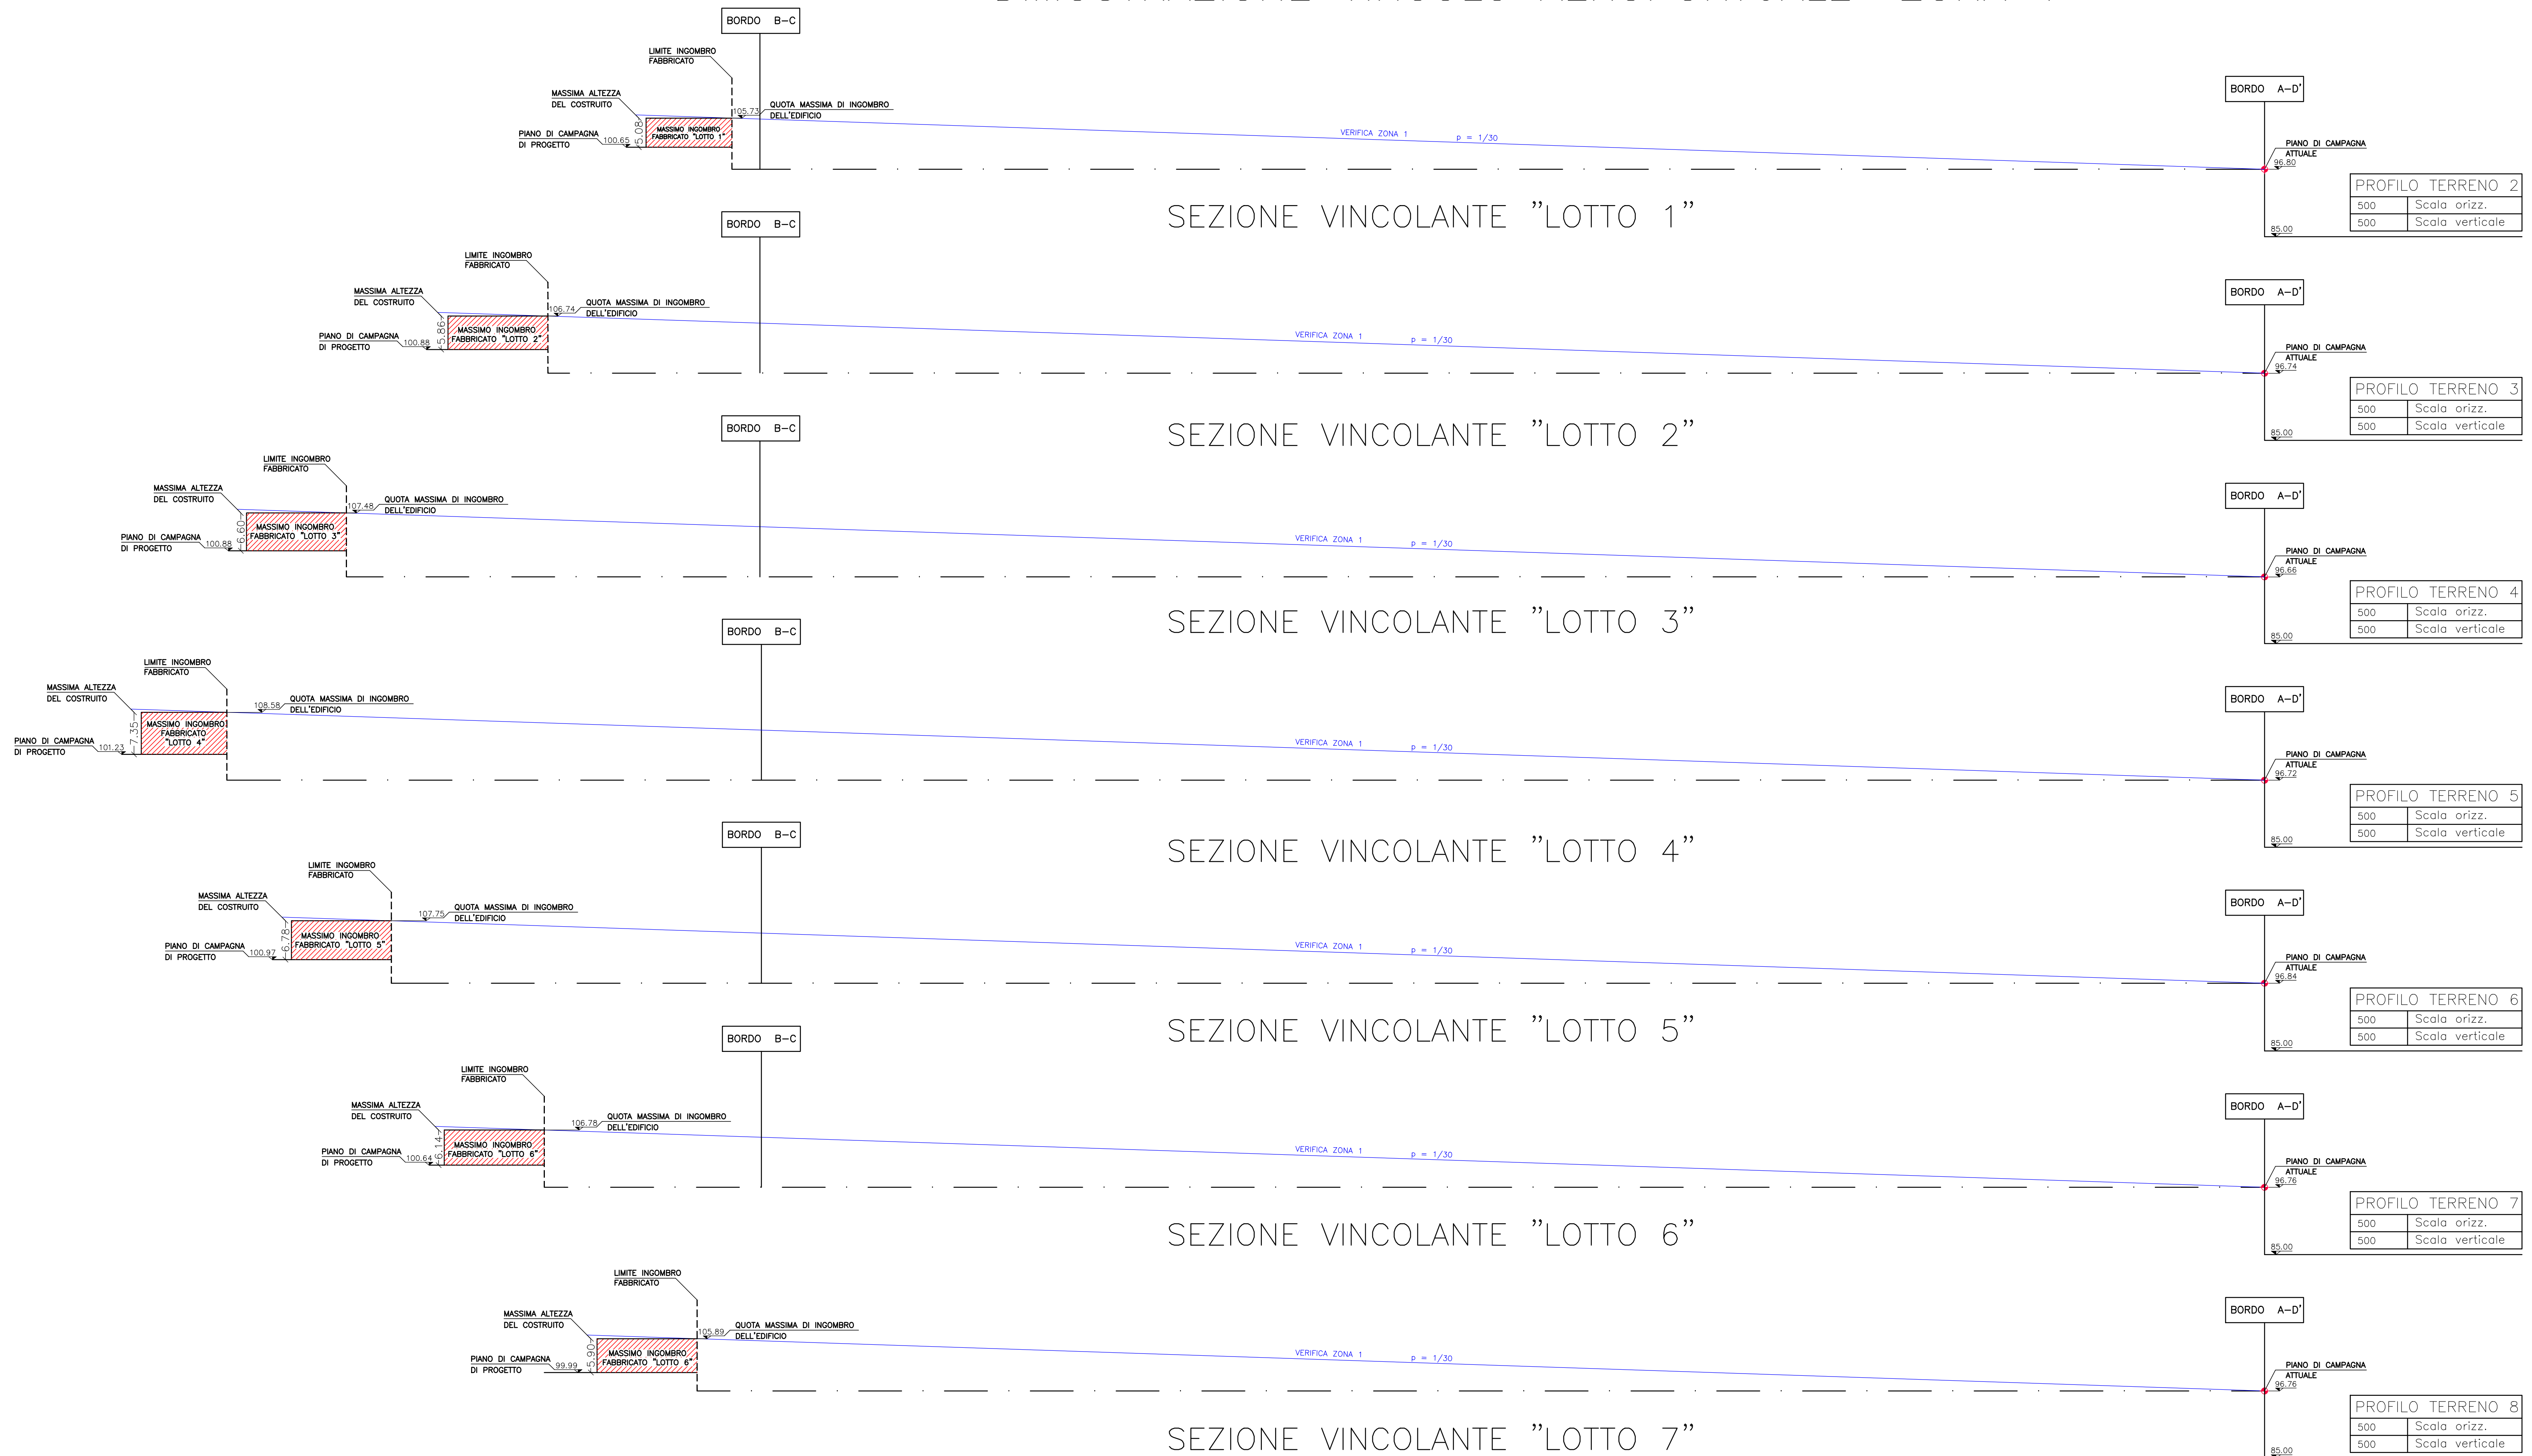 BORDO B-C
LIMITE INGOMBRO
FABBRICATO
MASSIMA ALTEZZA
DEL COSTRUITO
105.73
QUOTA MASSIMA DI INGOMBRO
DELL'EDIFICIO
5.08
MASSIMO INGOMBRO
FABBRICATO "LOTTO 1"
PIANO DI CAMPAGNA
DI PROGETTO
100.65
VERIFICA ZONA 1
p = 1/30
BORDO A-D'
PIANO DI CAMPAGNA
ATTUALE
96.80
85.00
PROFILO TERRENO 2
500 Scala orizz.
500 Scala verticale
SEZIONE VINCOLANTE "LOTTO 1"
BORDO B-C
LIMITE INGOMBRO
FABBRICATO
MASSIMA ALTEZZA
DEL COSTRUITO
106.74
QUOTA MASSIMA DI INGOMBRO
DELL'EDIFICIO
5.86
MASSIMO INGOMBRO
FABBRICATO "LOTTO 2"
PIANO DI CAMPAGNA
DI PROGETTO
100.88
VERIFICA ZONA 1
p = 1/30
BORDO A-D'
PIANO DI CAMPAGNA
ATTUALE
96.74
85.00
PROFILO TERRENO 3
500 Scala orizz.
500 Scala verticale
SEZIONE VINCOLANTE "LOTTO 2"
BORDO B-C
LIMITE INGOMBRO
FABBRICATO
MASSIMA ALTEZZA
DEL COSTRUITO
107.48
QUOTA MASSIMA DI INGOMBRO
DELL'EDIFICIO
6.60
MASSIMO INGOMBRO
FABBRICATO "LOTTO 3"
PIANO DI CAMPAGNA
DI PROGETTO
100.88
VERIFICA ZONA 1
p = 1/30
BORDO A-D'
PIANO DI CAMPAGNA
ATTUALE
96.66
85.00
PROFILO TERRENO 4
500 Scala orizz.
500 Scala verticale
SEZIONE VINCOLANTE "LOTTO 3"
BORDO B-C
LIMITE INGOMBRO
FABBRICATO
MASSIMA ALTEZZA
DEL COSTRUITO
108.58
QUOTA MASSIMA DI INGOMBRO
DELL'EDIFICIO
7.35
MASSIMO INGOMBRO
FABBRICATO
"LOTTO 4"
PIANO DI CAMPAGNA
DI PROGETTO
101.23
VERIFICA ZONA 1
p = 1/30
BORDO A-D'
PIANO DI CAMPAGNA
ATTUALE
96.72
85.00
PROFILO TERRENO 5
500 Scala orizz.
500 Scala verticale
SEZIONE VINCOLANTE "LOTTO 4"
BORDO B-C
LIMITE INGOMBRO
FABBRICATO
MASSIMA ALTEZZA
DEL COSTRUITO
107.75
QUOTA MASSIMA DI INGOMBRO
DELL'EDIFICIO
6.78
MASSIMO INGOMBRO
FABBRICATO "LOTTO 5"
PIANO DI CAMPAGNA
DI PROGETTO
100.97
VERIFICA ZONA 1
p = 1/30
BORDO A-D'
PIANO DI CAMPAGNA
ATTUALE
96.84
85.00
PROFILO TERRENO 6
500 Scala orizz.
500 Scala verticale
SEZIONE VINCOLANTE "LOTTO 5"
BORDO B-C
LIMITE INGOMBRO
FABBRICATO
MASSIMA ALTEZZA
DEL COSTRUITO
106.78
QUOTA MASSIMA DI INGOMBRO
DELL'EDIFICIO
6.14
MASSIMO INGOMBRO
FABBRICATO "LOTTO 6"
PIANO DI CAMPAGNA
DI PROGETTO
100.64
VERIFICA ZONA 1
p = 1/30
BORDO A-D'
PIANO DI CAMPAGNA
ATTUALE
96.76
85.00
PROFILO TERRENO 7
500 Scala orizz.
500 Scala verticale
SEZIONE VINCOLANTE "LOTTO 6"
LIMITE INGOMBRO
FABBRICATO
MASSIMA ALTEZZA
DEL COSTRUITO
105.89
QUOTA MASSIMA DI INGOMBRO
DELL'EDIFICIO
5.90
MASSIMO INGOMBRO
FABBRICATO "LOTTO 6"
PIANO DI CAMPAGNA
DI PROGETTO
99.99
VERIFICA ZONA 1
p = 1/30
BORDO A-D'
PIANO DI CAMPAGNA
ATTUALE
96.76
85.00
PROFILO TERRENO 8
500 Scala orizz.
500 Scala verticale
SEZIONE VINCOLANTE "LOTTO 7"